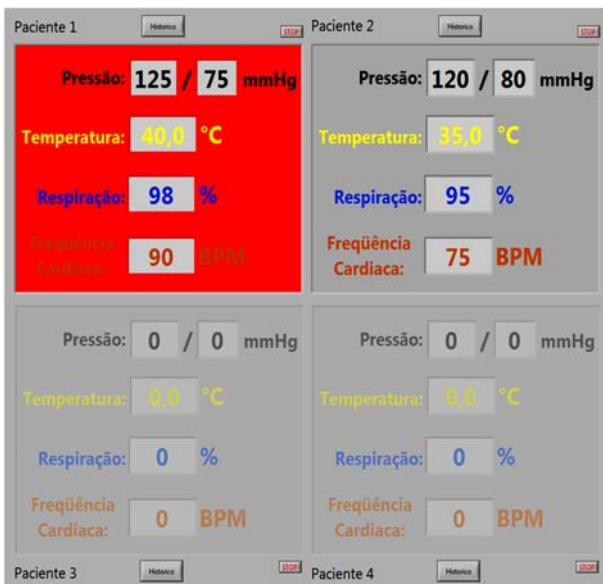 Paciente 1 Historico STOP
Pressão: 125 / 75 mmHg
Temperatura: 40,0 °C
Respiração: 98 %
Freqüência
Cardiaca: 90 BPM
Paciente 2 Historico STOP
Pressão: 120 / 80 mmHg
Temperatura: 35,0 °C
Respiração: 95 %
Freqüência
Cardiaca: 75 BPM
Pressão: 0 / 0 mmHg
Temperatura: 0,0 °C
Respiração: 0 %
Freqüência
Cardiaca: 0 BPM
Paciente 3 Historico STOP
Pressão: 0 / 0 mmHg
Temperatura: 0,0 °C
Respiração: 0 %
Freqüência
Cardiaca: 0 BPM
Paciente 4 Historico STOP